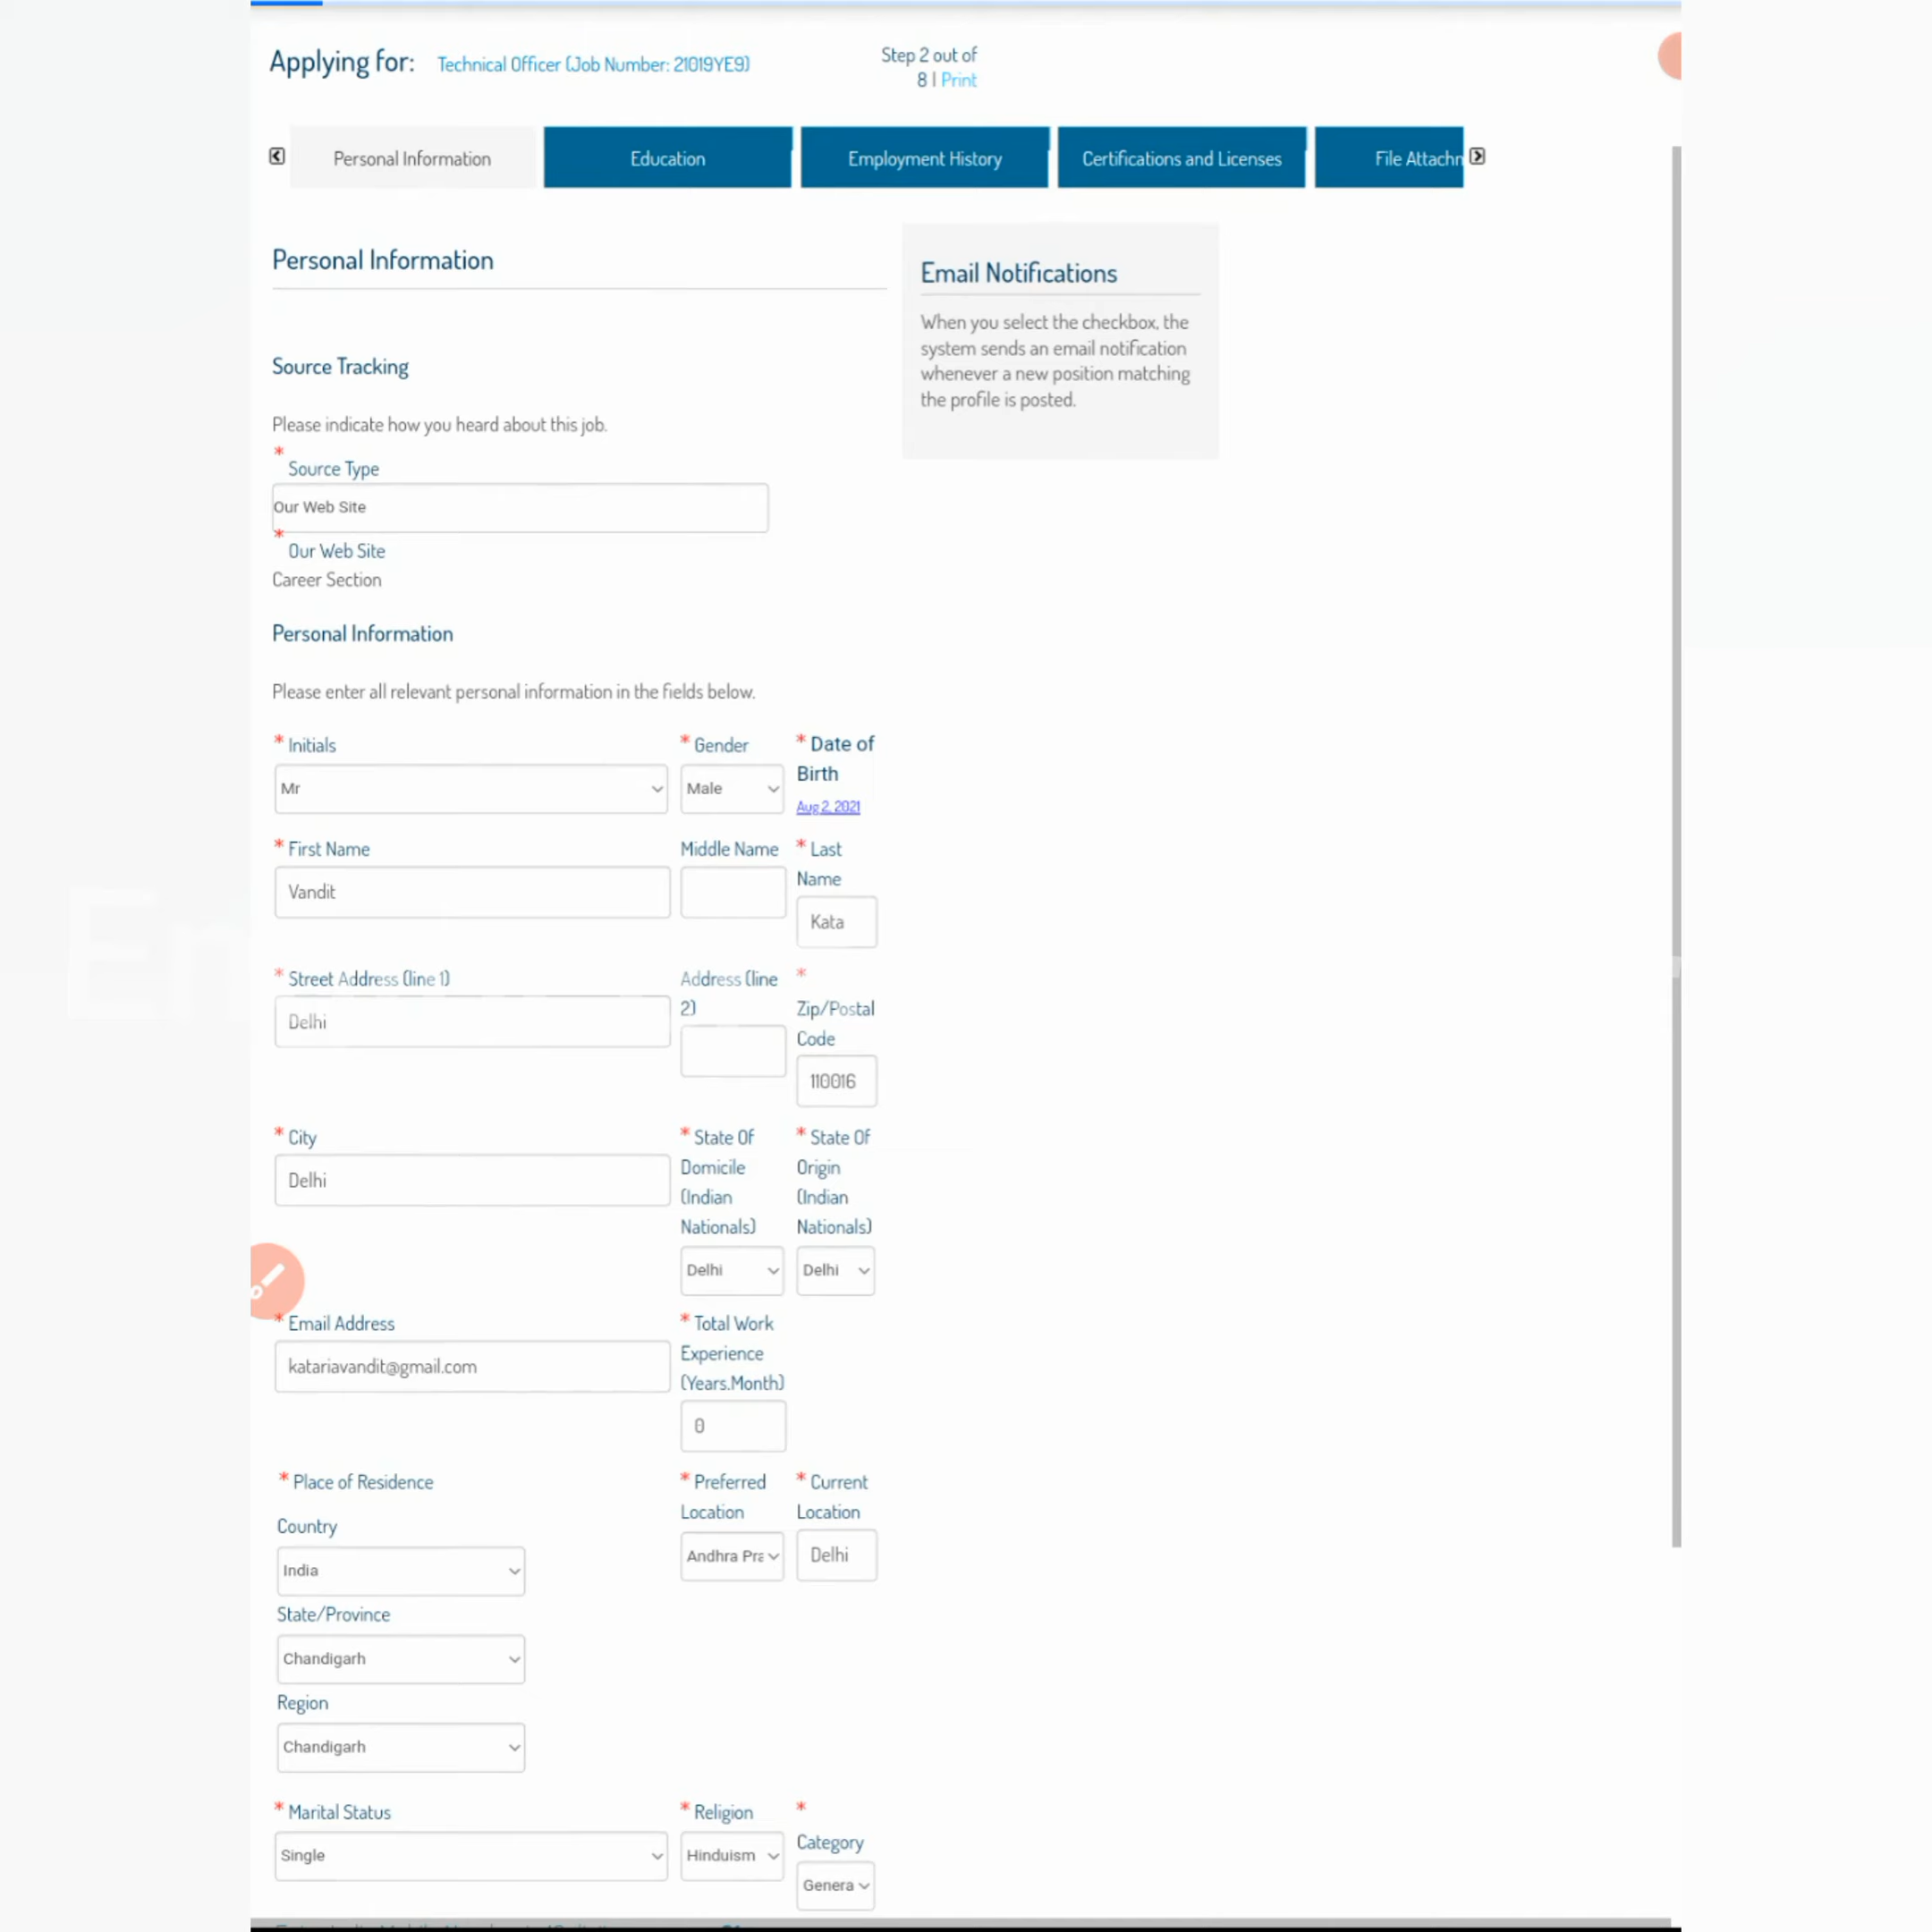 Applying for: Technical Officer (Job Number: 21019YE9)
Step 2 out of
8 | Print
Personal Information
Education
Employment History
Certifications and Licenses
File Attachn
Personal Information
Email Notifications
When you select the checkbox, the
system sends an email notification
whenever a new position matching
the profile is posted.
Source Tracking
Please indicate how you heard about this job.
* Source Type
Our Web Site
* Our Web Site
Career Section
Personal Information
Please enter all relevant personal information in the fields below.
* Initials
Mr
* Gender
Male
* Date of
Birth
Aug 2, 2021
* First Name
Vandit
Middle Name
* Last
Name
Kata
* Street Address (line 1)
Delhi
Address (line
2)
*
Zip/Postal
Code
110016
* City
Delhi
* State Of
Domicile
(Indian
Nationals)
Delhi
* State Of
Origin
(Indian
Nationals)
Delhi
* Email Address
katariavandit@gmail.com
* Total Work
Experience
(Years.Month)
0
* Place of Residence
Country
India
State/Province
Chandigarh
Region
Chandigarh
* Preferred
Location
Andhra Pra
* Current
Location
Delhi
* Marital Status
Single
* Religion
Hinduism
*
Category
Genera